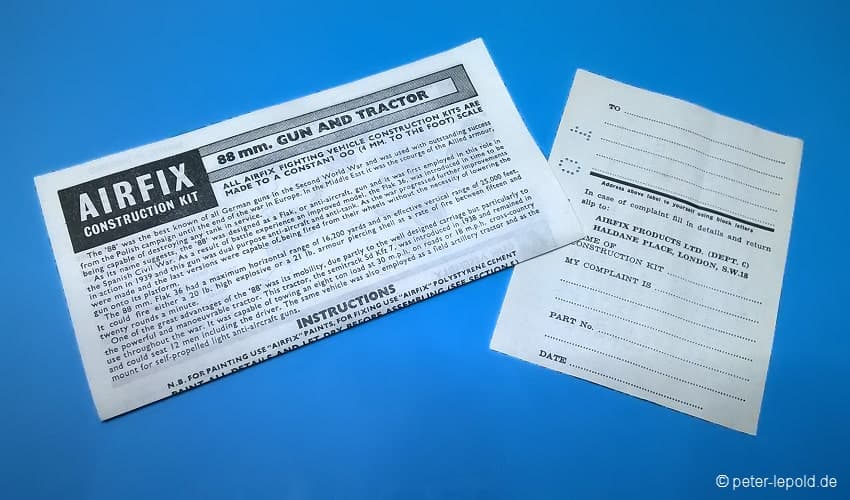 AIRFIX
CONSTRUCTION KIT
88 mm. GUN AND TRACTOR
ALL AIRFIX FIGHTING VEHICLE CONSTRUCTION KITS ARE
MADE TO A CONSTANT OO (4 MM. TO THE FOOT) SCALE
The '88' was the best known of all German guns in the Second World War and was used with outstanding success
from the Polish campaign until the end of the war in Europe. In the Middle East it was the scourge of the Allied armour,
being capable of destroying any tank in service.
As its name suggests, the '88' was designed as a Flak, or anti-aircraft, gun and it was first employed in this role in
the Spanish Civil War. As a result of battle experience an improved model, the Flak 36, was introduced in time to be
in action in 1939 and this was dual purpose anti-aircraft and anti-tank. As the war progressed further improvements
were made and the last versions were capable of being fired from their wheels without the necessity of lowering the
gun onto its platform.
The 88 mm. Flak 36 had a maximum horizontal range of 16,200 yards and an effective vertical range of 25,000 feet.
It could fire either a 20 lb. high explosive or a 21 lb. armour piercing shell at a rate of fire between fifteen and
twenty rounds a minute.
One of the great advantages of the '88' was its mobility, due partly to the well designed carriage but particularly to
the powerful and manoeuvrable tractor. This tractor, the semitrack Sd Kfz 7, was introduced in 1938 and remained in
use throughout the war. It was capable of towing an eight ton load at 30 m.p.h. on roads or 18 m.p.h. cross-country
and could seat 12 men including the driver. The same vehicle was also employed as a field artillery tractor and as the
mount for self-propelled light anti-aircraft guns.
INSTRUCTIONS
N.B. FOR PAINTING USE "AIRFIX" PAINTS, FOR FIXING USE "AIRFIX" POLYSTYRENE CEMENT
PAINT ALL DETAILS AND LET DRY BEFORE ASSEMBLING (SEE SECTION
TO
Address above label to yourself using block letters
In case of complaint fill in details and return
slip to:
AIRFIX PRODUCTS LTD. (DEPT. C)
HALDANE PLACE, LONDON, S.W.18
NAME OF
CONSTRUCTION KIT
MY COMPLAINT IS
PART No.
DATE
© peter-lepold.de